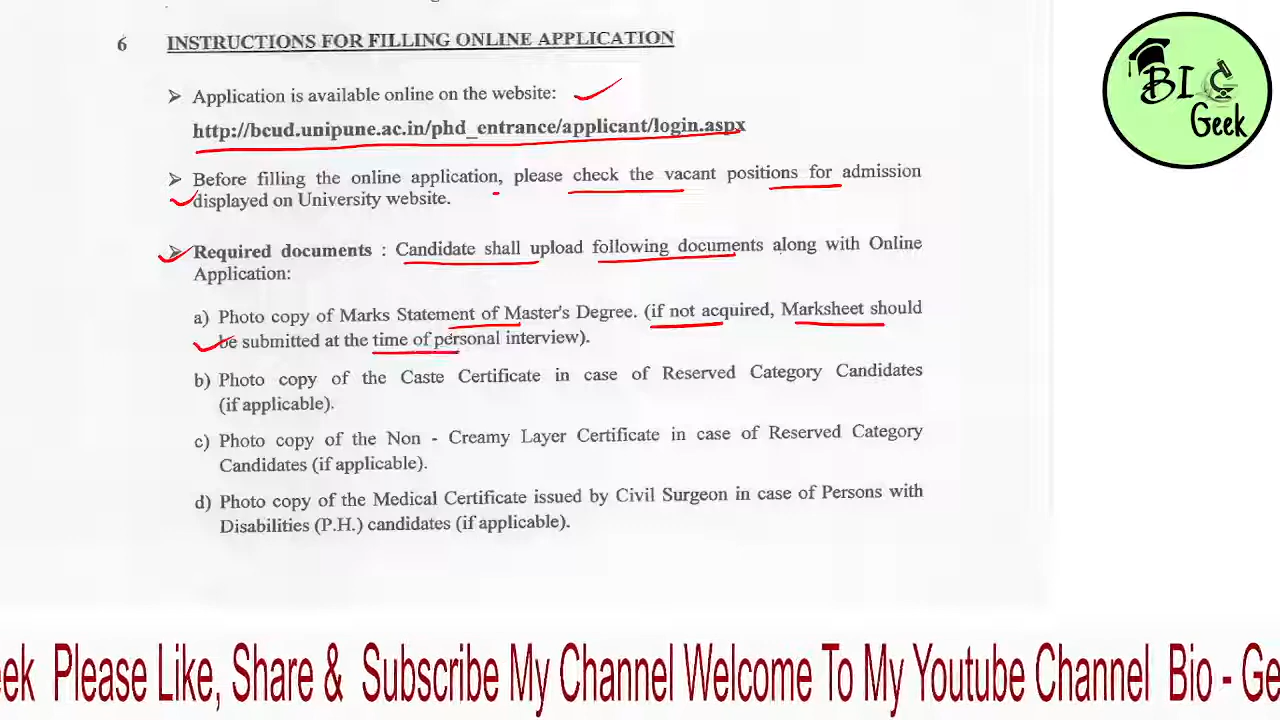 6 INSTRUCTIONS FOR FILLING ONLINE APPLICATION
➤ Application is available online on the website:
http://bcud.unipune.ac.in/phd_entrance/applicant/login.aspx
➤ Before filling the online application, please check the vacant positions for admission
displayed on University website.
➤ Required documents : Candidate shall upload following documents along with Online
Application:
a) Photo copy of Marks Statement of Master's Degree. (if not acquired, Marksheet should
be submitted at the time of personal interview).
b) Photo copy of the Caste Certificate in case of Reserved Category Candidates
(if applicable).
c) Photo copy of the Non - Creamy Layer Certificate in case of Reserved Category
Candidates (if applicable).
d) Photo copy of the Medical Certificate issued by Civil Surgeon in case of Persons with
Disabilities (P.H.) candidates (if applicable).
BIO
Geek
eek Please Like, Share & Subscribe My Channel Welcome To My Youtube Channel Bio - Ge